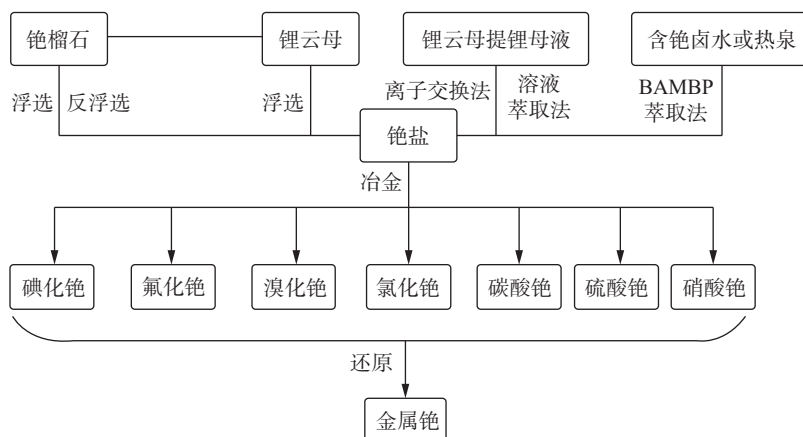 铯榴石
锂云母
锂云母提锂母液
含铯卤水或热泉
浮选
反浮选
浮选
离子交换法
溶液
萃取法
BAMBP
萃取法
铯盐
冶金
碘化铯
氟化铯
溴化铯
氯化铯
碳酸铯
硫酸铯
硝酸铯
还原
金属铯